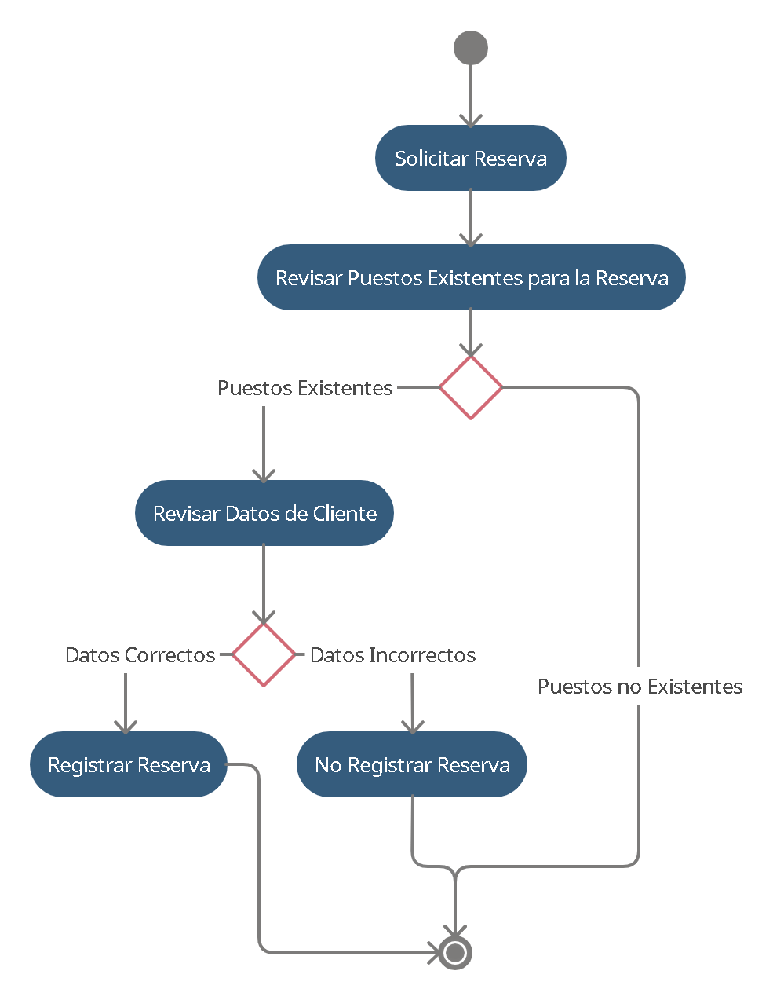 Solicitar Reserva
Revisar Puestos Existentes para la Reserva
Puestos Existentes
Revisar Datos de Cliente
Datos Correctos
Datos Incorrectos
Puestos no Existentes
Registrar Reserva
No Registrar Reserva